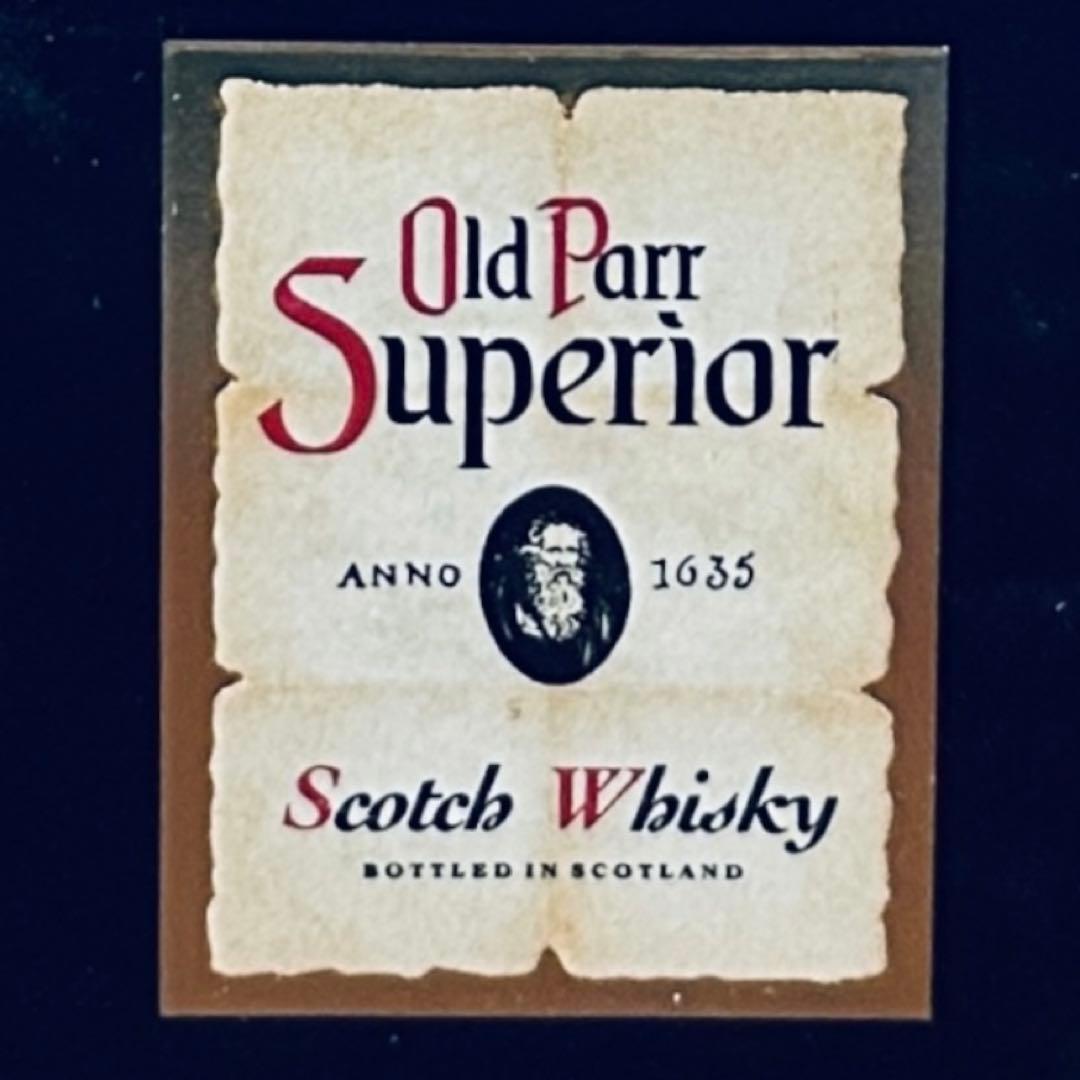 Old Parr
Superior
ANNO 1635
Scotch Whisky
BOTTLED IN SCOTLAND